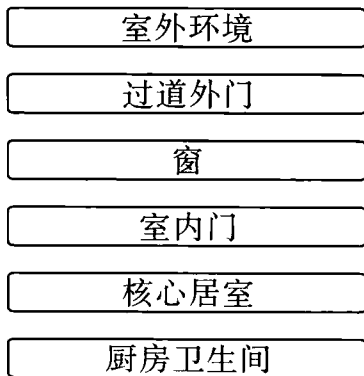 室外环境
过道外门
窗
室内门
核心居室
厨房卫生间